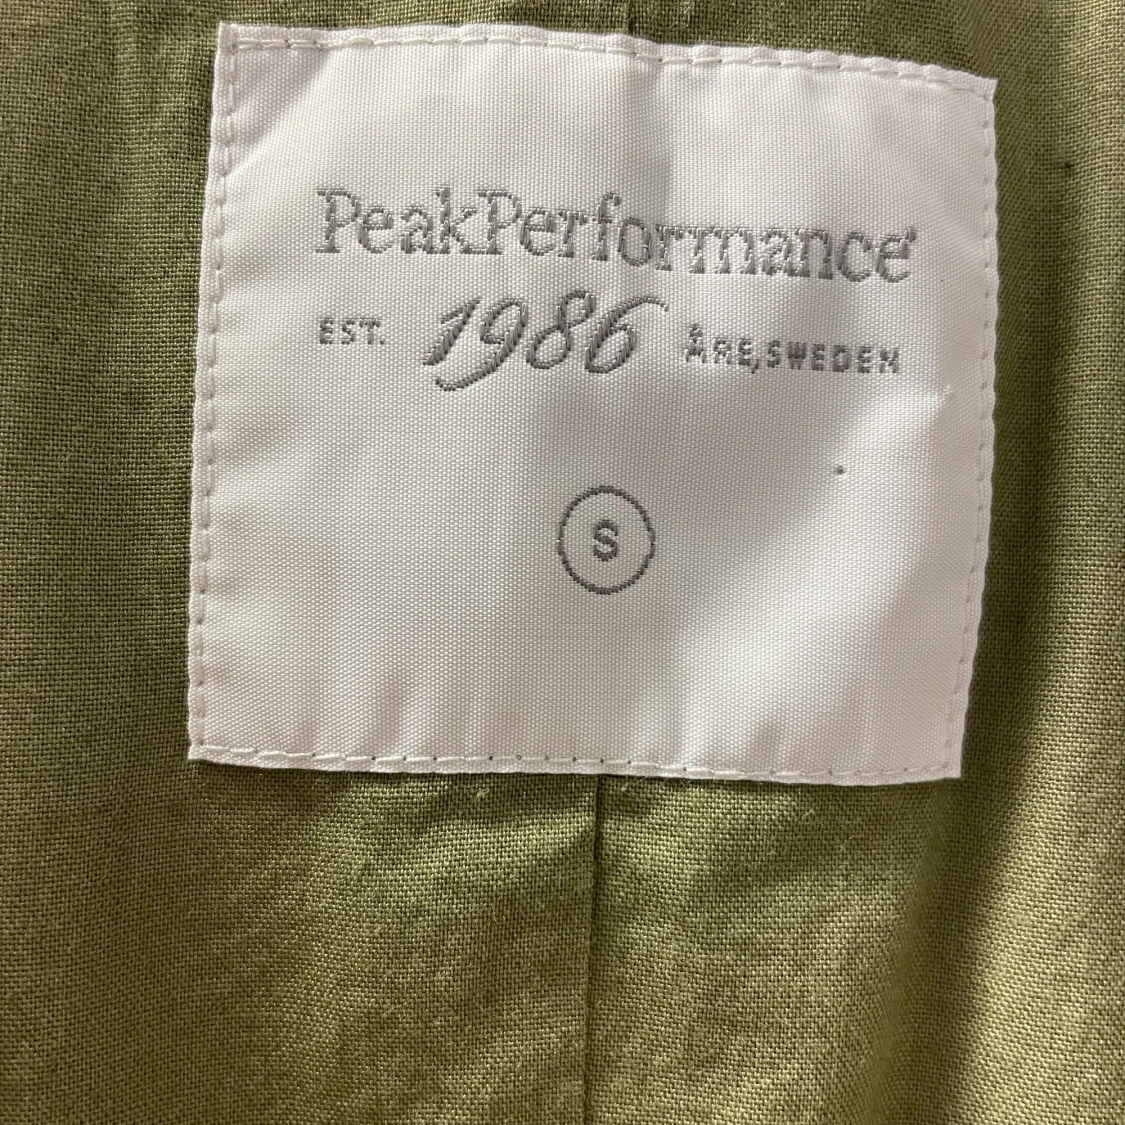 PeakPerformance
EST. 1986 ÅRE, SWEDEN
S